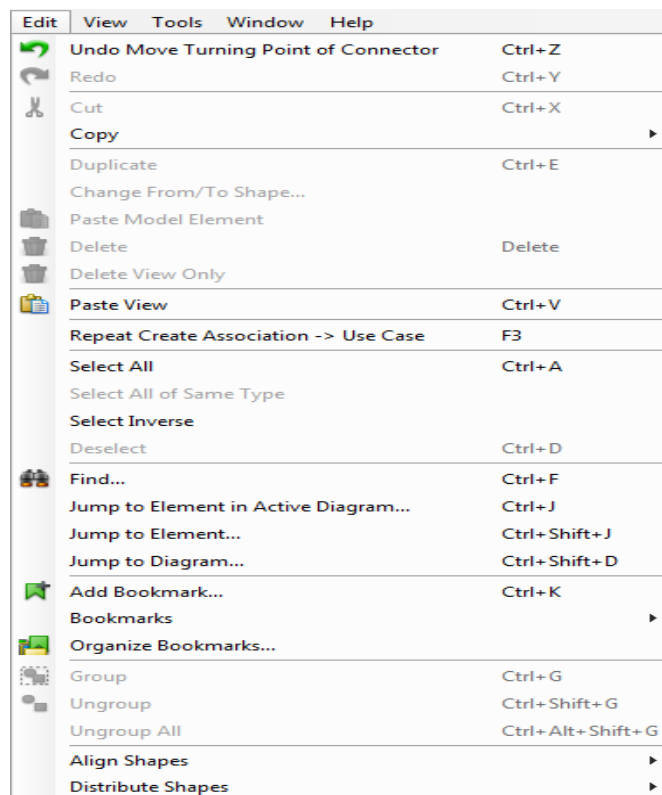 Edit View Tools Window Help
Undo Move Turning Point of Connector Ctrl+Z
Redo Ctrl+Y
Cut Ctrl+X
Copy
Duplicate Ctrl+E
Change From/To Shape...
Paste Model Element
Delete Delete
Delete View Only
Paste View Ctrl+V
Repeat Create Association -> Use Case F3
Select All Ctrl+A
Select All of Same Type
Select Inverse
Deselect Ctrl+D
Find... Ctrl+F
Jump to Element in Active Diagram... Ctrl+J
Jump to Element... Ctrl+Shift+J
Jump to Diagram... Ctrl+Shift+D
Add Bookmark... Ctrl+K
Bookmarks
Organize Bookmarks...
Group Ctrl+G
Ungroup Ctrl+Shift+G
Ungroup All Ctrl+Alt+Shift+G
Align Shapes
Distribute Shapes